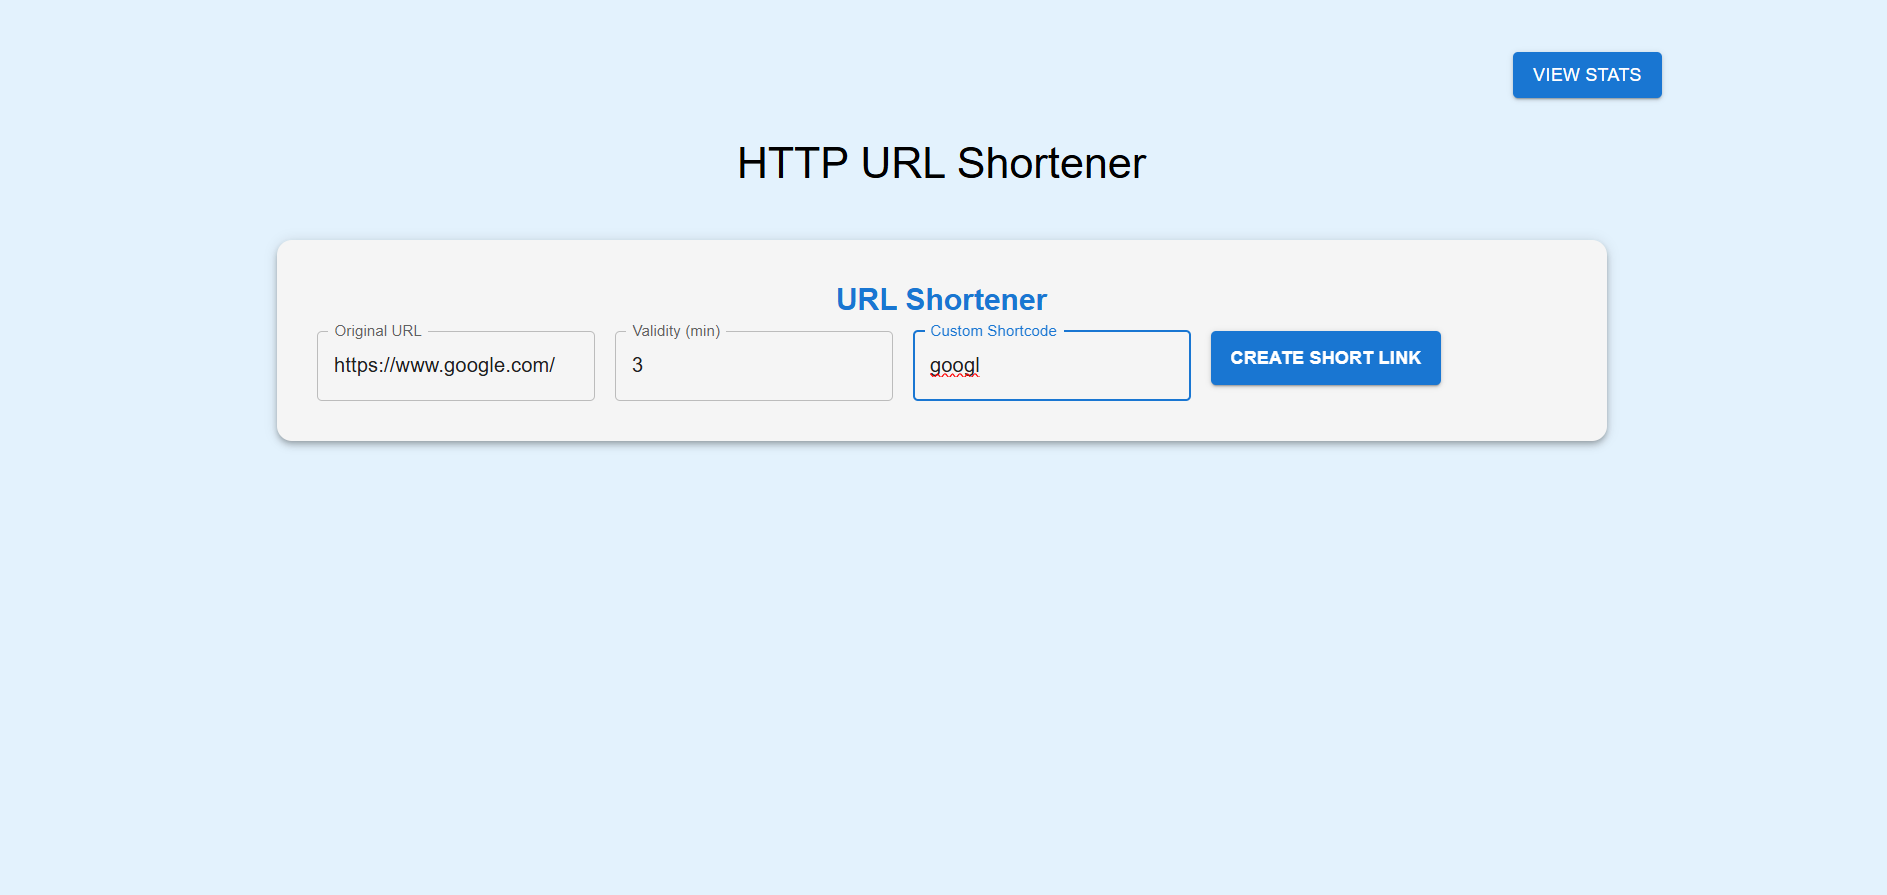 VIEW STATS
HTTP URL Shortener
URL Shortener
Original URL
https://www.google.com/
Validity (min)
3
Custom Shortcode
googl
CREATE SHORT LINK